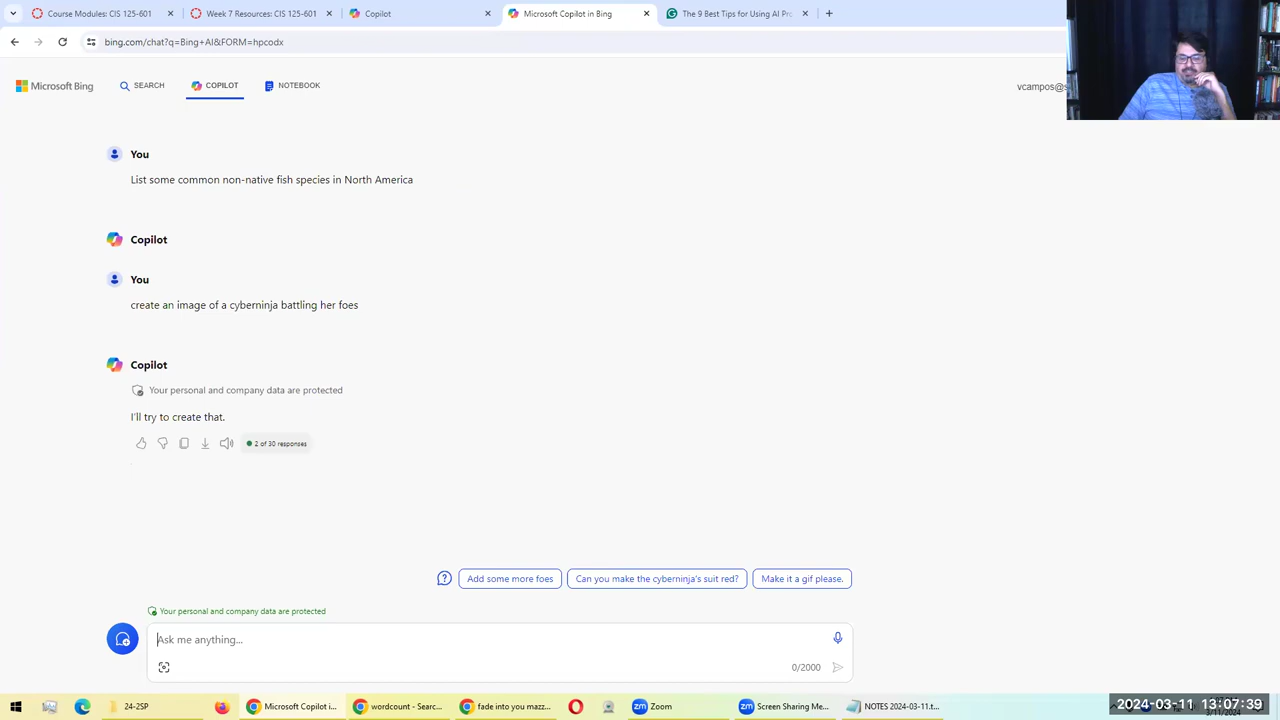 Course Modules: CIS 125-601
Week 7 Resources: CIS 125-601
Copilot
Microsoft Copilot in Bing
The 9 Best Tips for Using AI Pro
bing.com/chat?q=Bing+AI&FORM=hpcodx
Microsoft Bing
SEARCH
COPILOT
NOTEBOOK
vcampos@s
You
List some common non-native fish species in North America
Copilot
You
create an image of a cyberninja battling her foes
Copilot
Your personal and company data are protected
I'll try to create that.
2 of 30 responses
Add some more foes
Can you make the cyberninja's suit red?
Make it a gif please.
Your personal and company data are protected
Ask me anything...
0/2000
24-2SP
Microsoft Copilot i...
wordcount - Searc...
fade into you mazz...
Zoom
Screen Sharing Me...
NOTES 2024-03-11.t...
2024-03-11 13:07:39